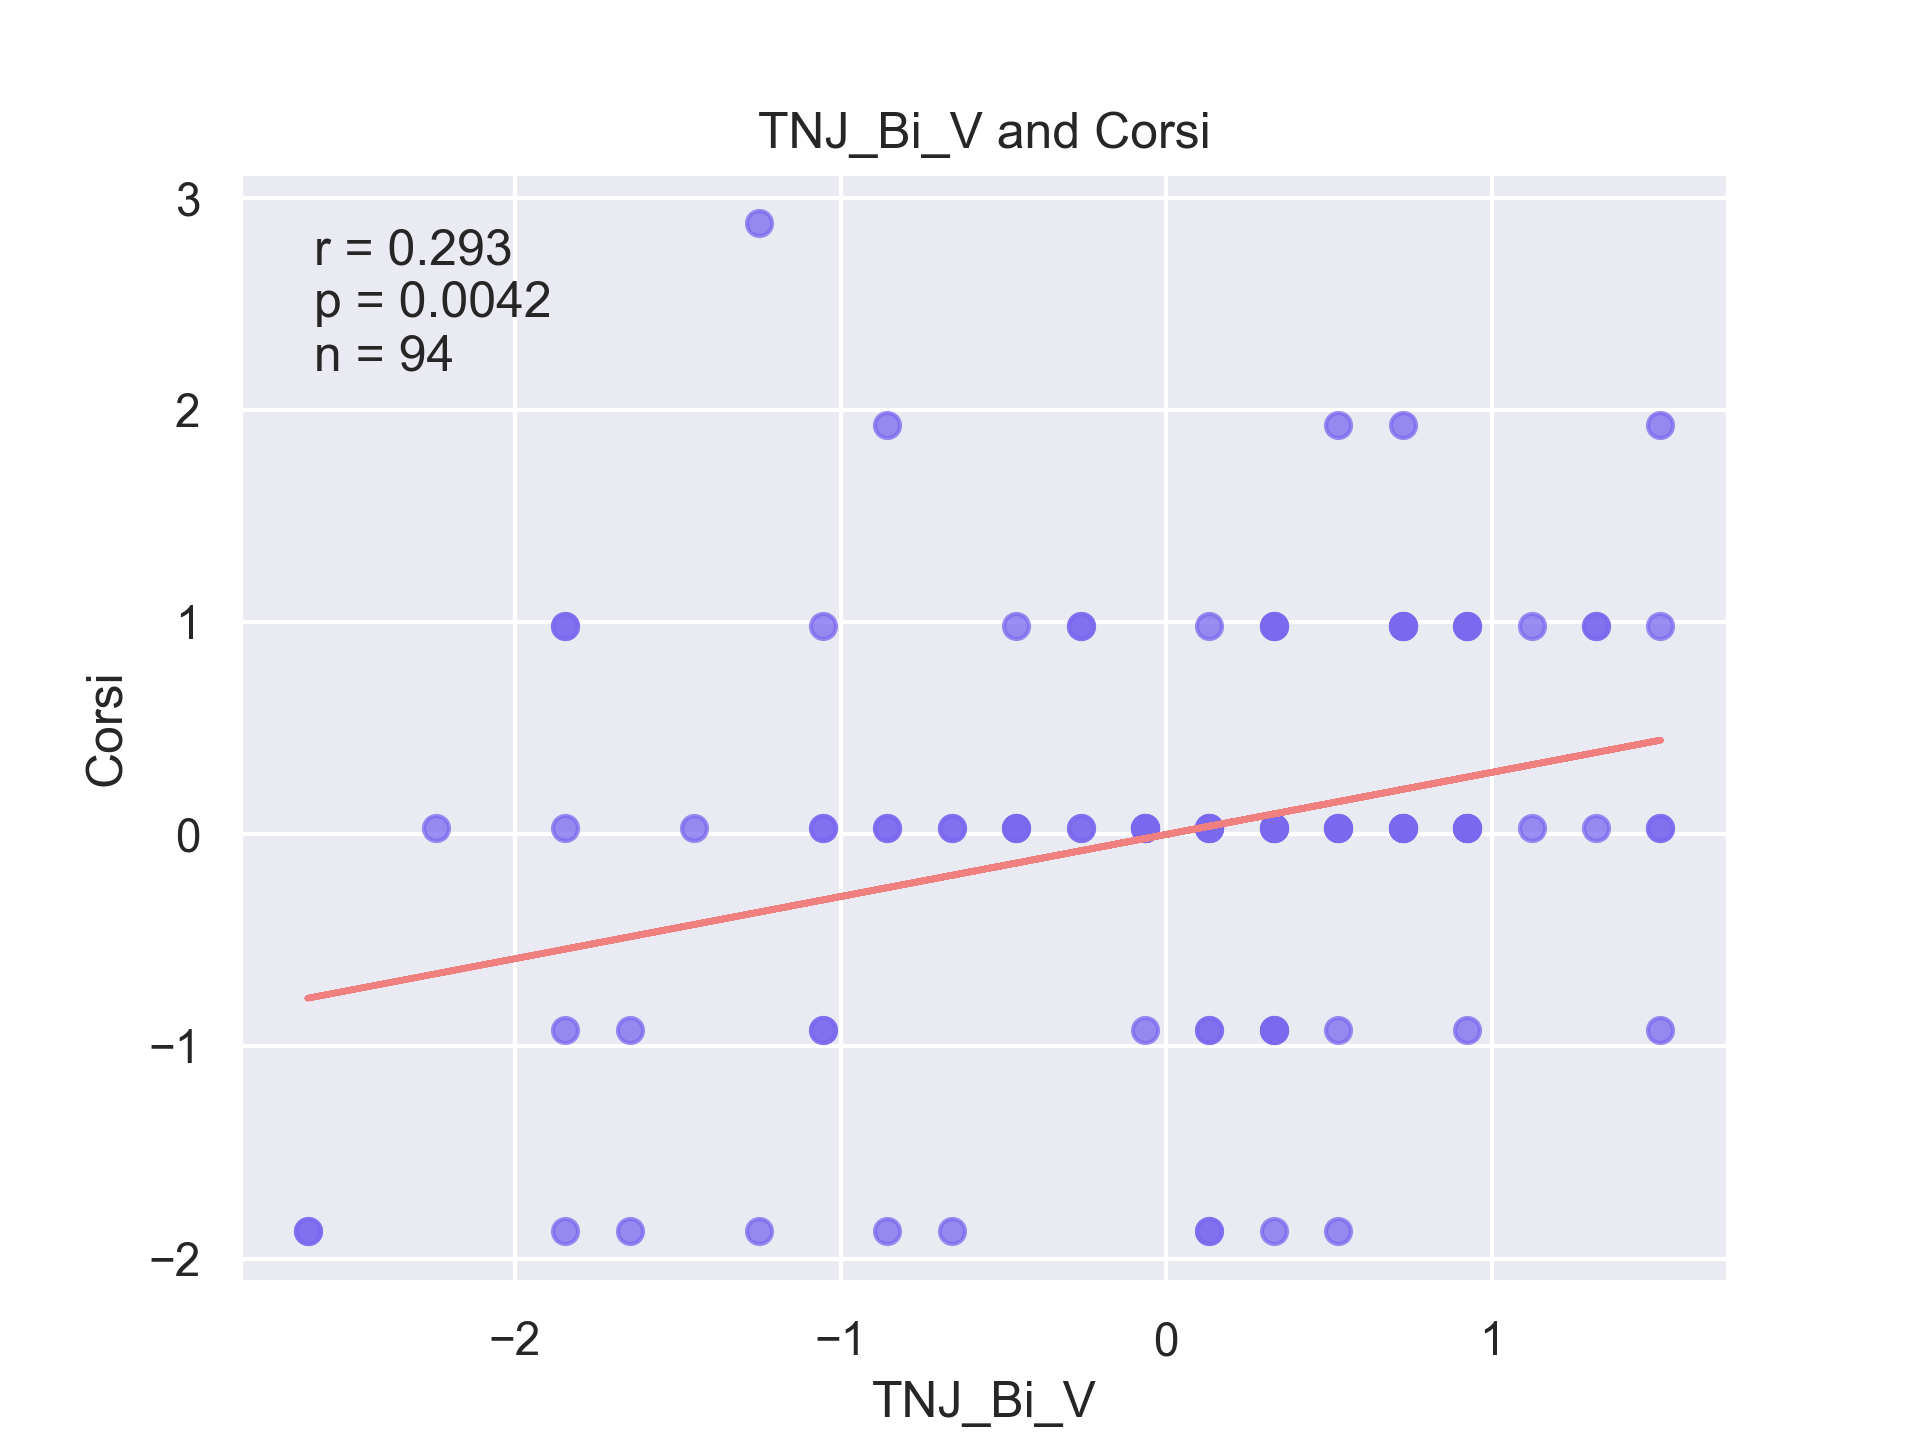 TNJ_Bi_V and Corsi
r = 0.293
p = 0.0042
n = 94
3
2
1
0
−1
−2
Corsi
−2
−1
0
1
TNJ_Bi_V